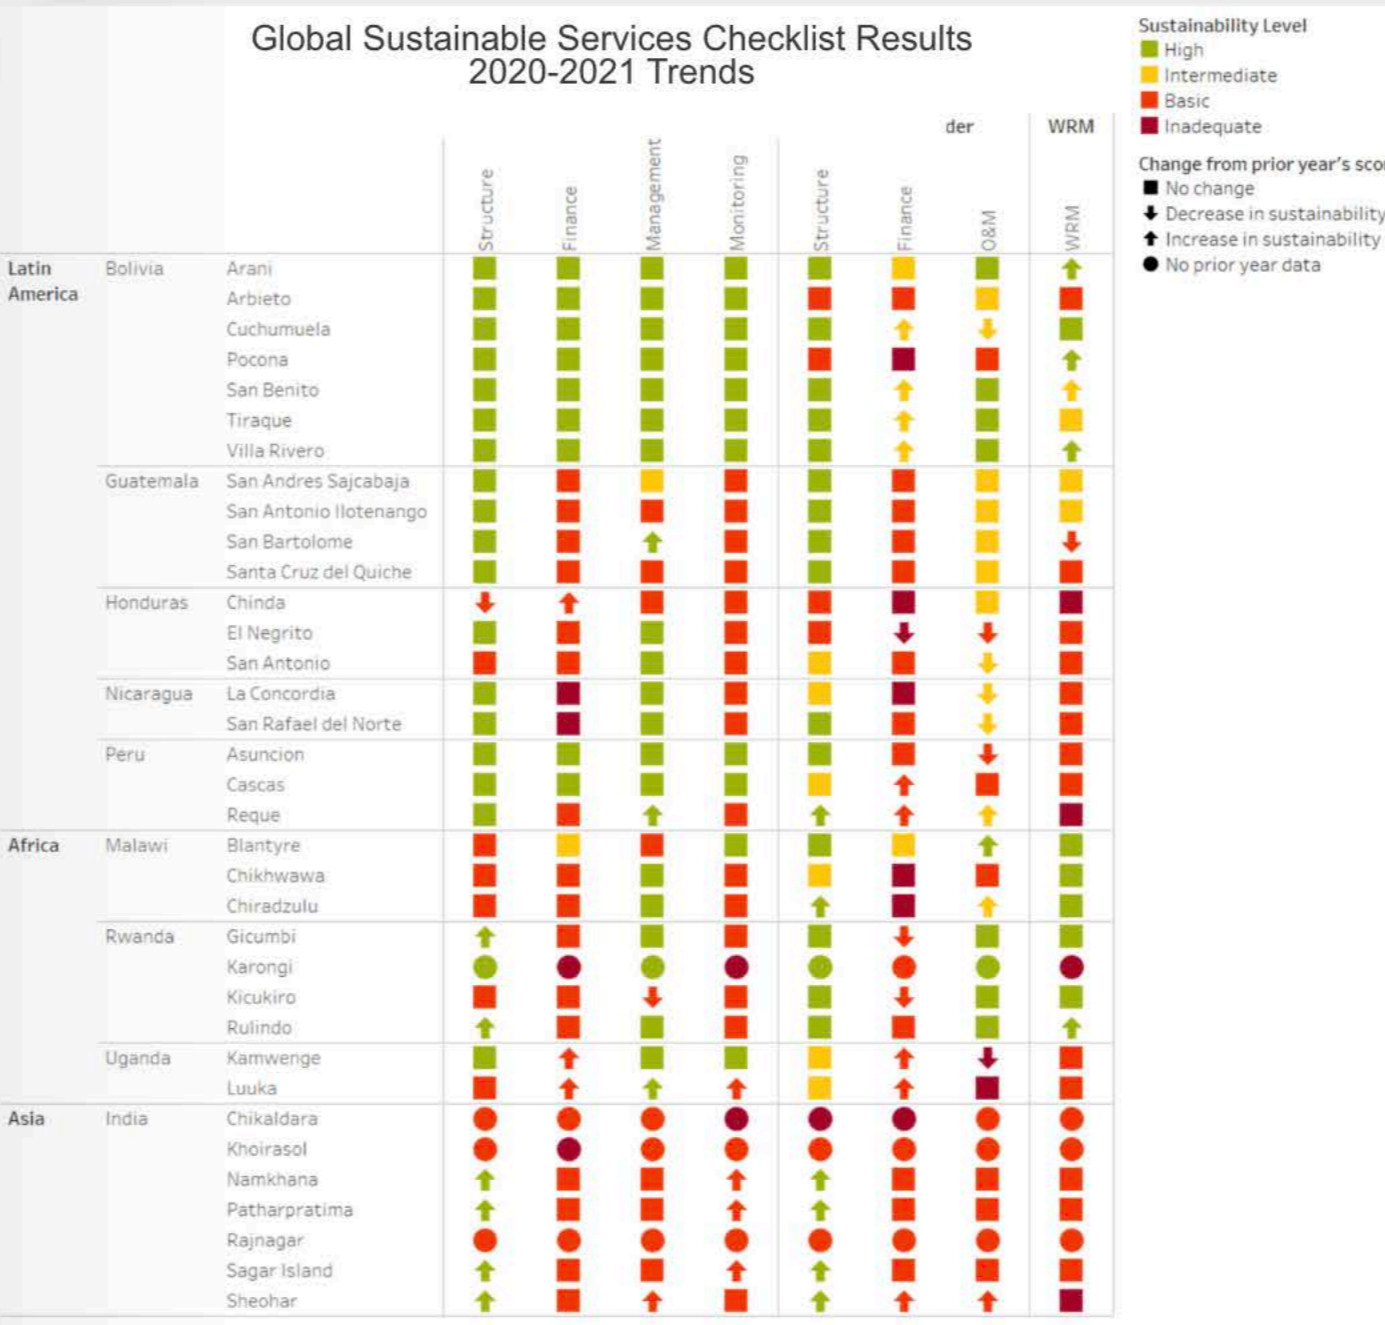 Global Sustainable Services Checklist Results
2020-2021 Trends
Sustainability Level
High
Intermediate
Basic
Inadequate
Change from prior year's scor
No change
Decrease in sustainability
Increase in sustainability
No prior year data
der WRM
Structure Finance Management Monitoring Structure Finance O&M WRM
Latin America Bolivia Arani
Arbieto
Cuchumuela
Pocona
San Benito
Tiraque
Villa Rivero
Guatemala San Andres Sajcabaja
San Antonio Ilotenango
San Bartolome
Santa Cruz del Quiche
Honduras Chinda
El Negrito
San Antonio
Nicaragua La Concordia
San Rafael del Norte
Peru Asuncion
Cascas
Reque
Africa Malawi Blantyre
Chikhwawa
Chiradzulu
Rwanda Gicumbi
Karongi
Kicukiro
Rulindo
Uganda Kamwenge
Luuka
Asia India Chikaldara
Khoirasol
Namkhana
Patharpratima
Rajnagar
Sagar Island
Sheohar